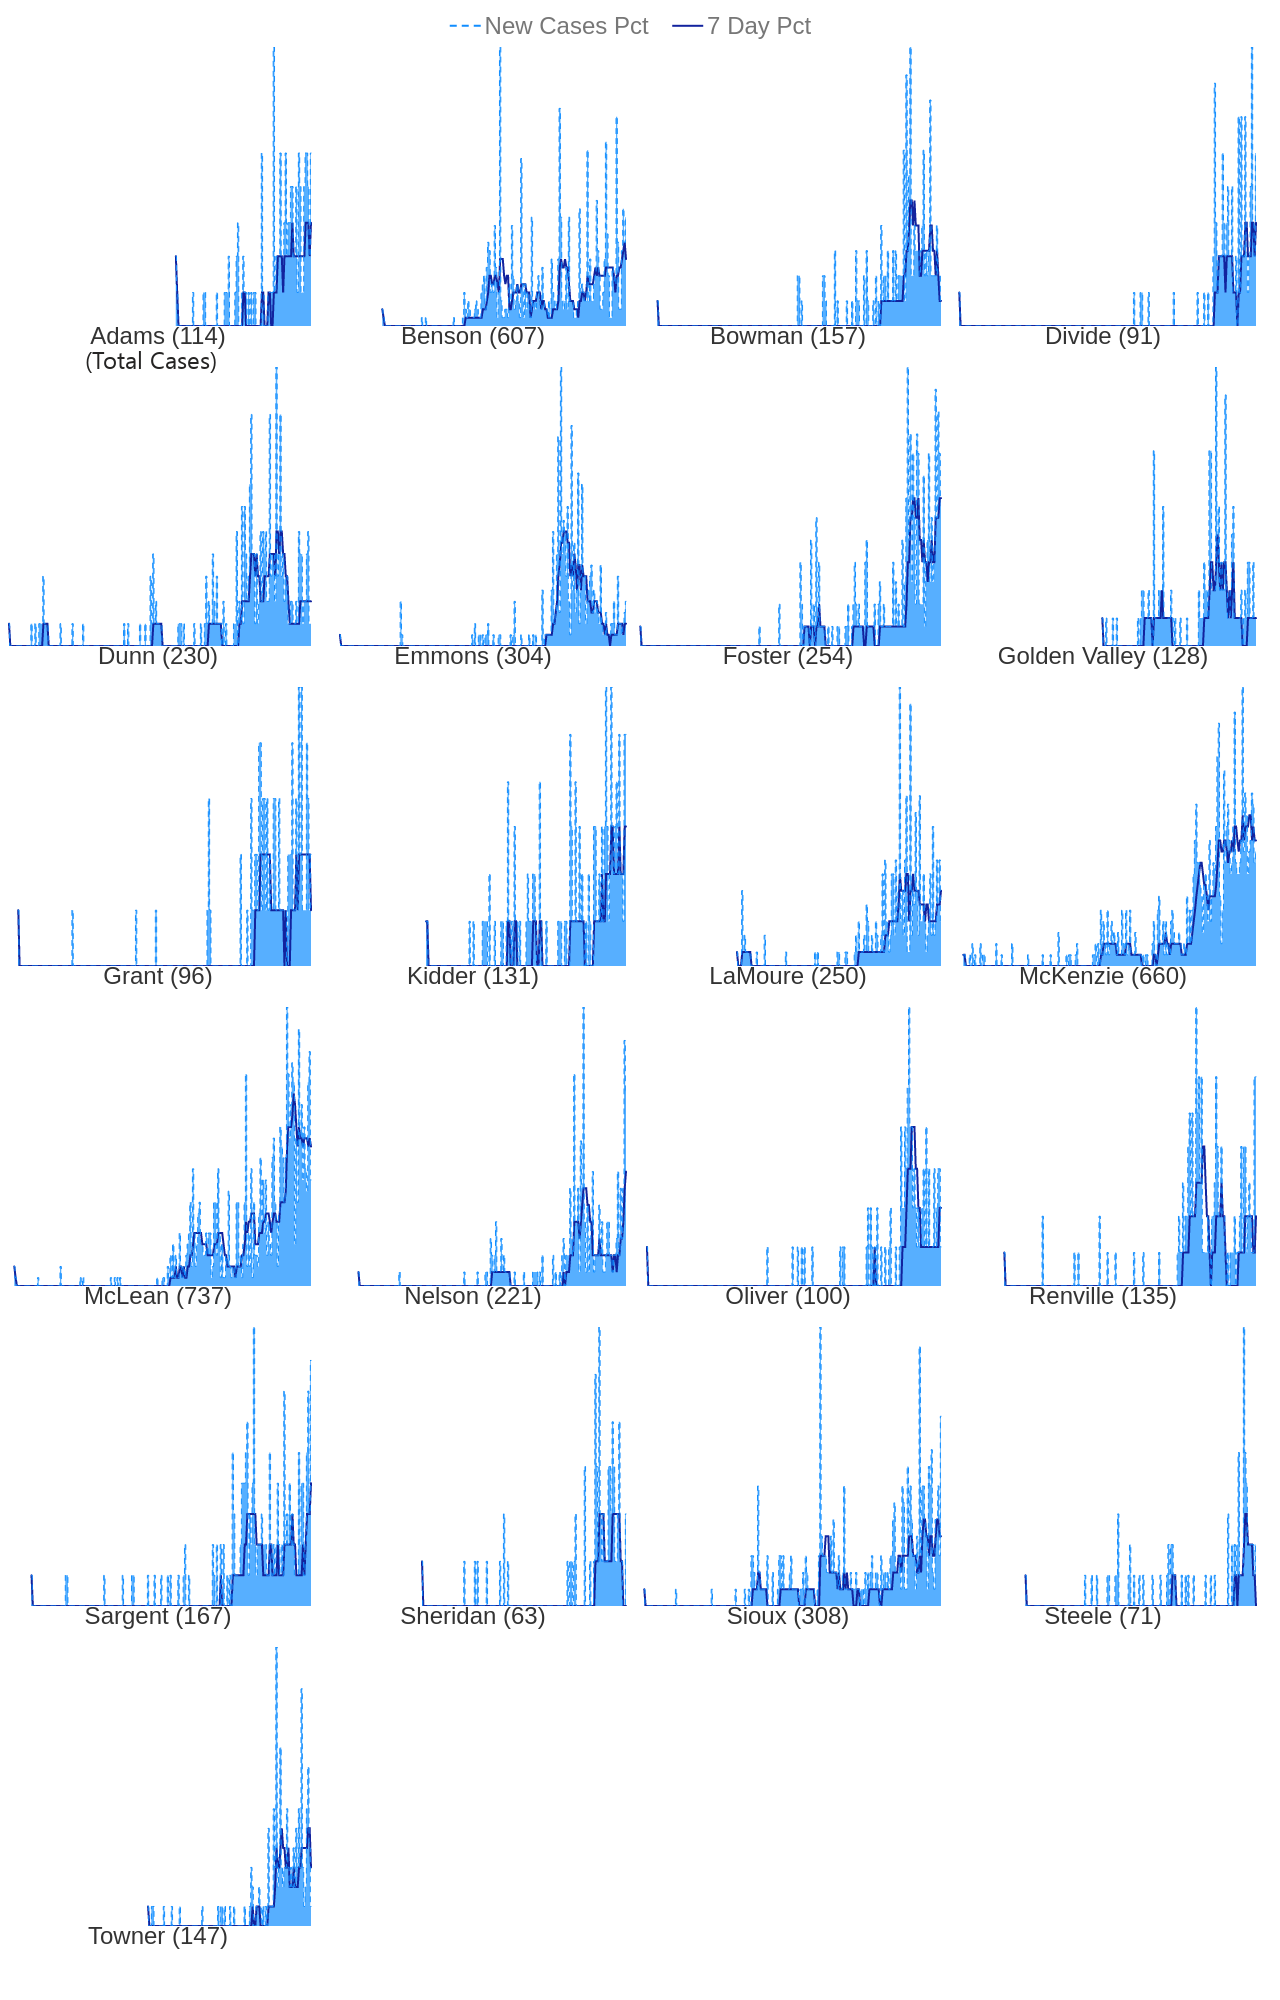 New Cases Pct 7 Day Pct
Adams (114) Benson (607) Bowman (157) Divide (91)
(Total Cases)
Dunn (230) Emmons (304) Foster (254) Golden Valley (128)
Grant (96) Kidder (131) LaMoure (250) McKenzie (660)
McLean (737) Nelson (221) Oliver (100) Renville (135)
Sargent (167) Sheridan (63) Sioux (308) Steele (71)
Towner (147)